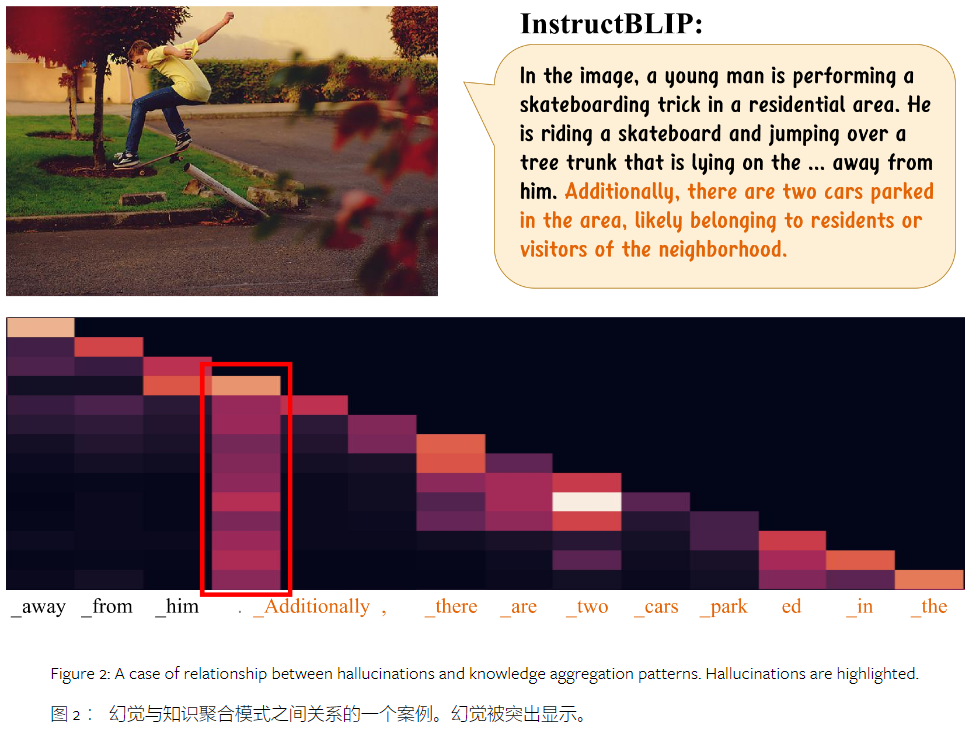 InstructBLIP:
In the image, a young man is performing a
skateboarding trick in a residential area. He
is riding a skateboard and jumping over a
tree trunk that is lying on the ... away from
him. Additionally, there are two cars parked
in the area, likely belonging to residents or
visitors of the neighborhood.
_away _from _him . _Additionally , _there _are _two _cars _park ed _in _the
Figure 2: A case of relationship between hallucinations and knowledge aggregation patterns. Hallucinations are highlighted.
图 2 ： 幻觉与知识聚合模式之间关系的一个案例。幻觉被突出显示。